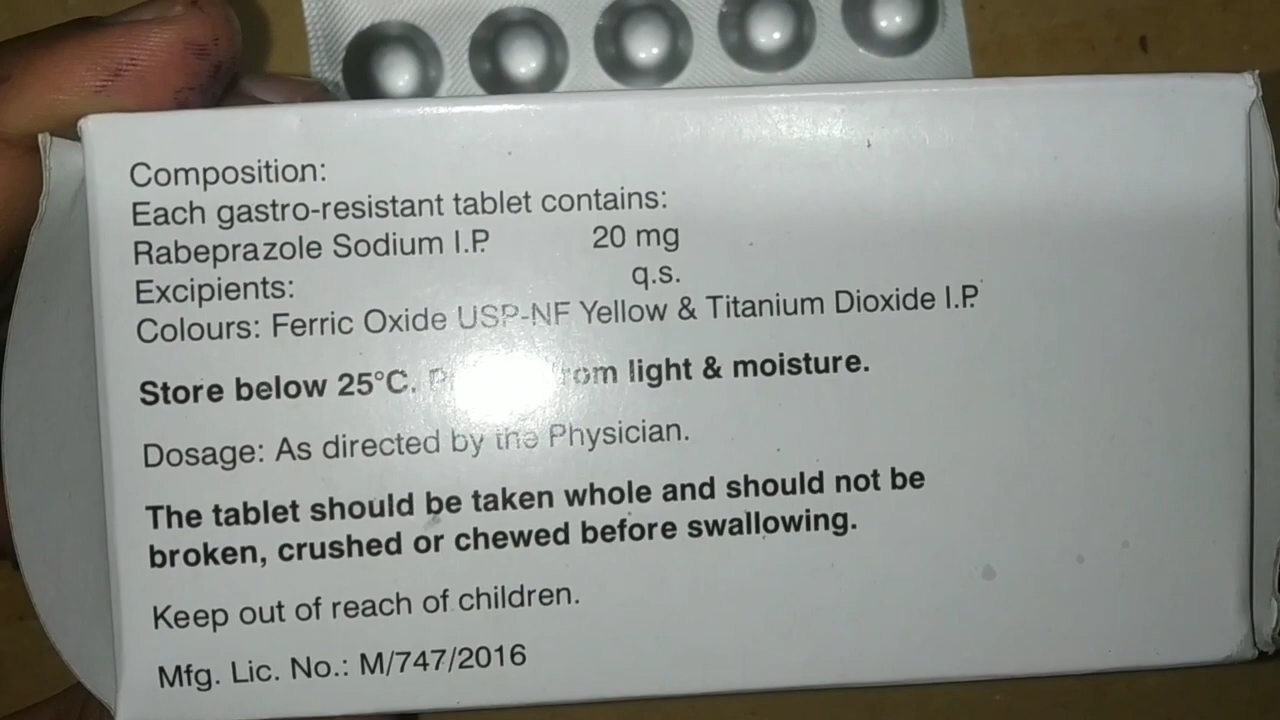 Composition:
Each gastro-resistant tablet contains:
Rabeprazole Sodium I.P. 20 mg
Excipients: q.s.
Colours: Ferric Oxide USP-NF Yellow & Titanium Dioxide I.P.
Store below 25°C. from light & moisture.
Dosage: As directed by the Physician.
The tablet should be taken whole and should not be
broken, crushed or chewed before swallowing.
Keep out of reach of children.
Mfg. Lic. No.: M/747/2016